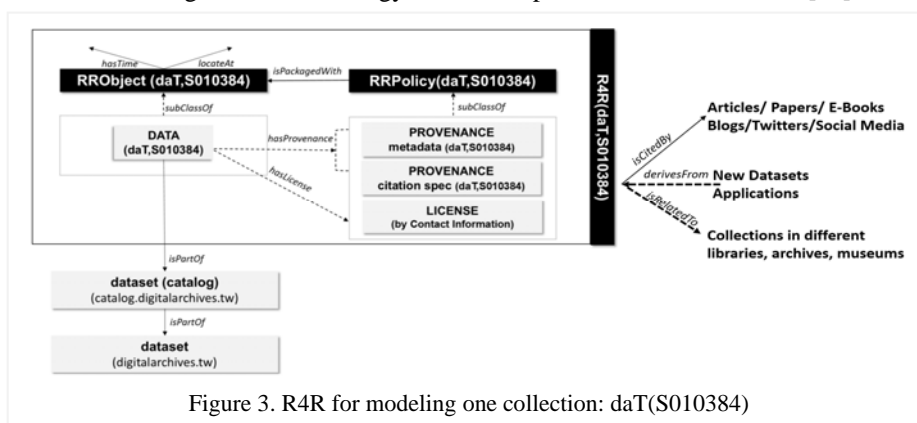 hasTime
locateAt
RRObject (daT,S010384)
isPackagedWith
RRPolicy(daT,S010384)
subClassOf
subClassOf
DATA
(daT,S010384)
hasProvenance
hasLicense
PROVENANCE
metadata (daT,S010384)
PROVENANCE
citation spec (daT,S010384)
LICENSE
(by Contact Information)
R4R(daT,S010384)
isCitedBy
Articles/ Papers/ E-Books
Blogs/Twitters/Social Media
derivesFrom
New Datasets
Applications
isRelatedTo
Collections in different
libraries, archives, museums
isPartOf
dataset (catalog)
(catalog.digitalarchives.tw)
isPartOf
dataset
(digitalarchives.tw)
Figure 3. R4R for modeling one collection: daT(S010384)